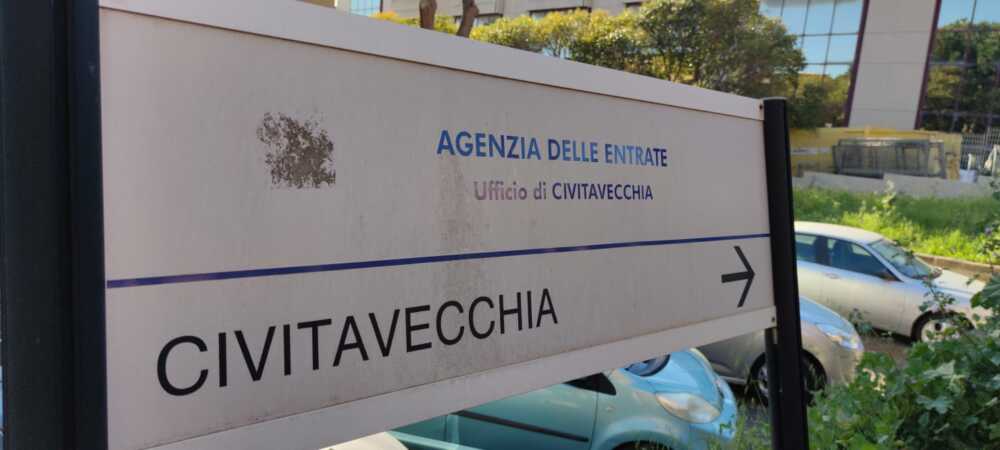 AGENZIA DELLE ENTRATE
Ufficio di CIVITAVECCHIA
CIVITAVECCHIA